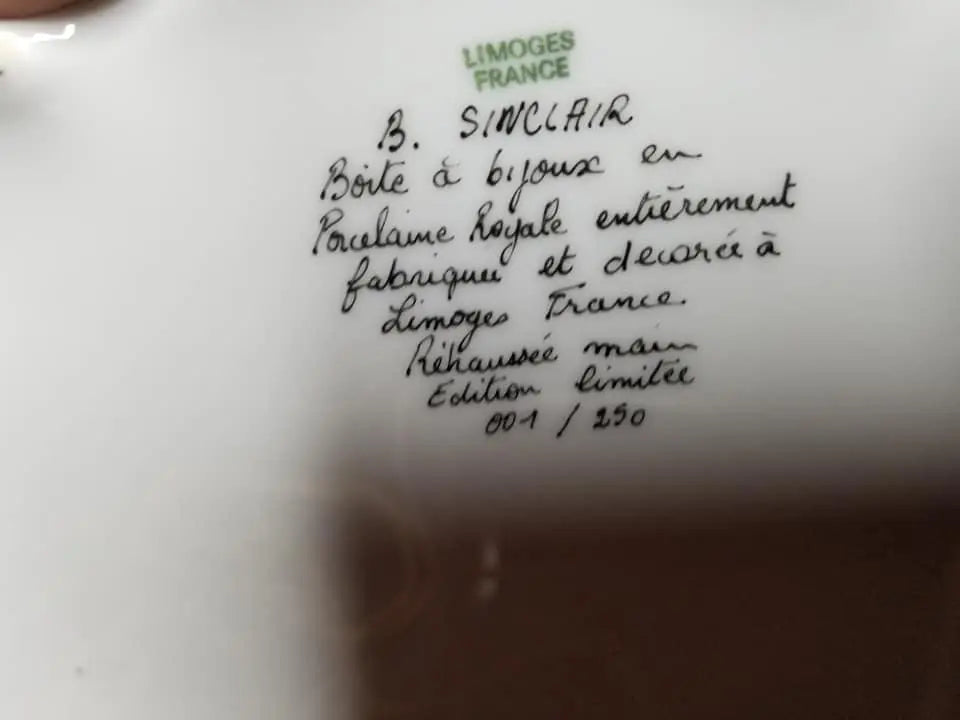 LIMOGES
FRANCE
B. SINCLAIR
Boite à bijoux en
Porcelaine Royale entièrement
fabriquée et decorée à
Limoges France.
Réhaussée main
Edition limitée
001 / 250